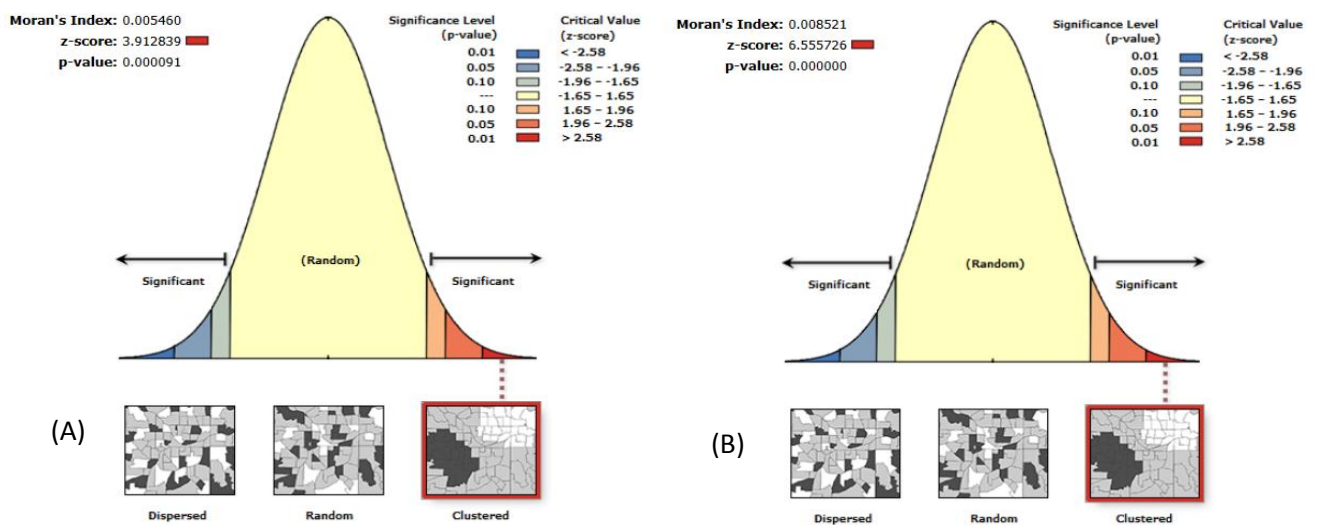 Moran's Index: 0.005460
z-score: 3.912839
p-value: 0.000091
Significance Level (p-value)
Critical Value (z-score)
0.01 < -2.58
0.05 -2.58 – -1.96
0.10 -1.96 – -1.65
--- -1.65 – 1.65
0.10 1.65 – 1.96
0.05 1.96 – 2.58
0.01 > 2.58
(Random)
Significant
Significant
(A)
Dispersed
Random
Clustered
Moran's Index: 0.008521
z-score: 6.555726
p-value: 0.000000
Significance Level (p-value)
Critical Value (z-score)
0.01 < -2.58
0.05 -2.58 – -1.96
0.10 -1.96 – -1.65
--- -1.65 – 1.65
0.10 1.65 – 1.96
0.05 1.96 – 2.58
0.01 > 2.58
(Random)
Significant
Significant
(B)
Dispersed
Random
Clustered